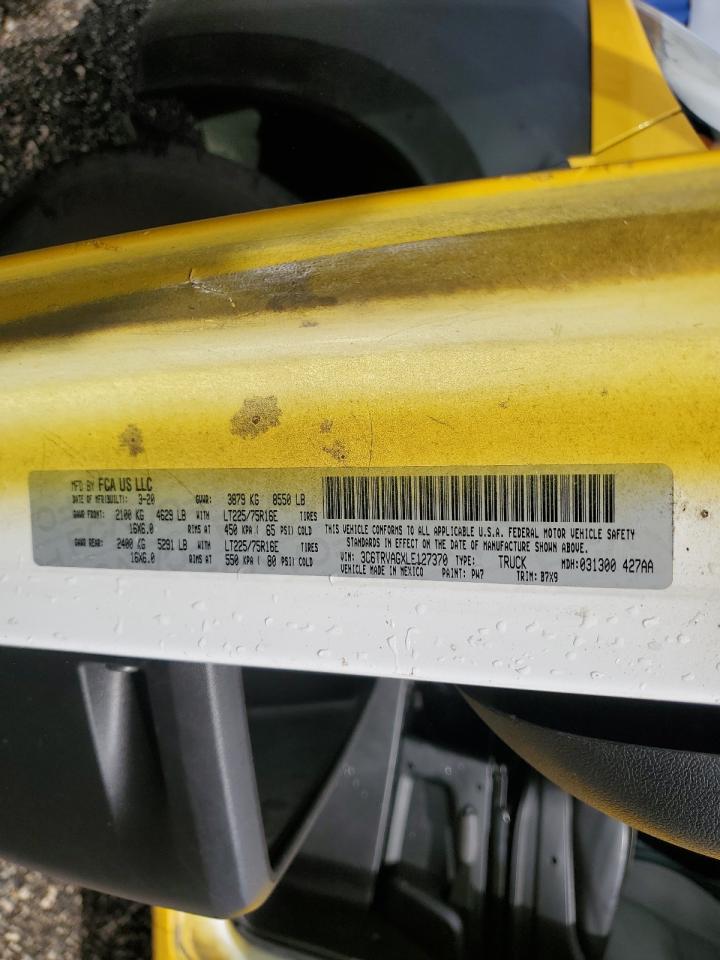 MFD BY FCA US LLC
DATE OF MFR(BUILT): 3-20 GVWR: 3879 KG 8550 LB
GAWR FRONT: 2100 KG 4629 LB WITH LT225/75R16E TIRES
16X6.0 RIMS AT 450 KPA( 65 PSI) COLD
GAWR REAR: 2400 KG 5291 LB WITH LT225/75R16E TIRES
16X6.0 RIMS AT 550 KPA( 80 PSI) COLD
THIS VEHICLE CONFORMS TO ALL APPLICABLE U.S.A. FEDERAL MOTOR VEHICLE SAFETY
STANDARDS IN EFFECT ON THE DATE OF MANUFACTURE SHOWN ABOVE.
VIN: 3C6TRVAGXLE127370 TYPE: TRUCK MDH:031300 427AA
VEHICLE MADE IN MEXICO PAINT: PW7 TRIM: B7X9